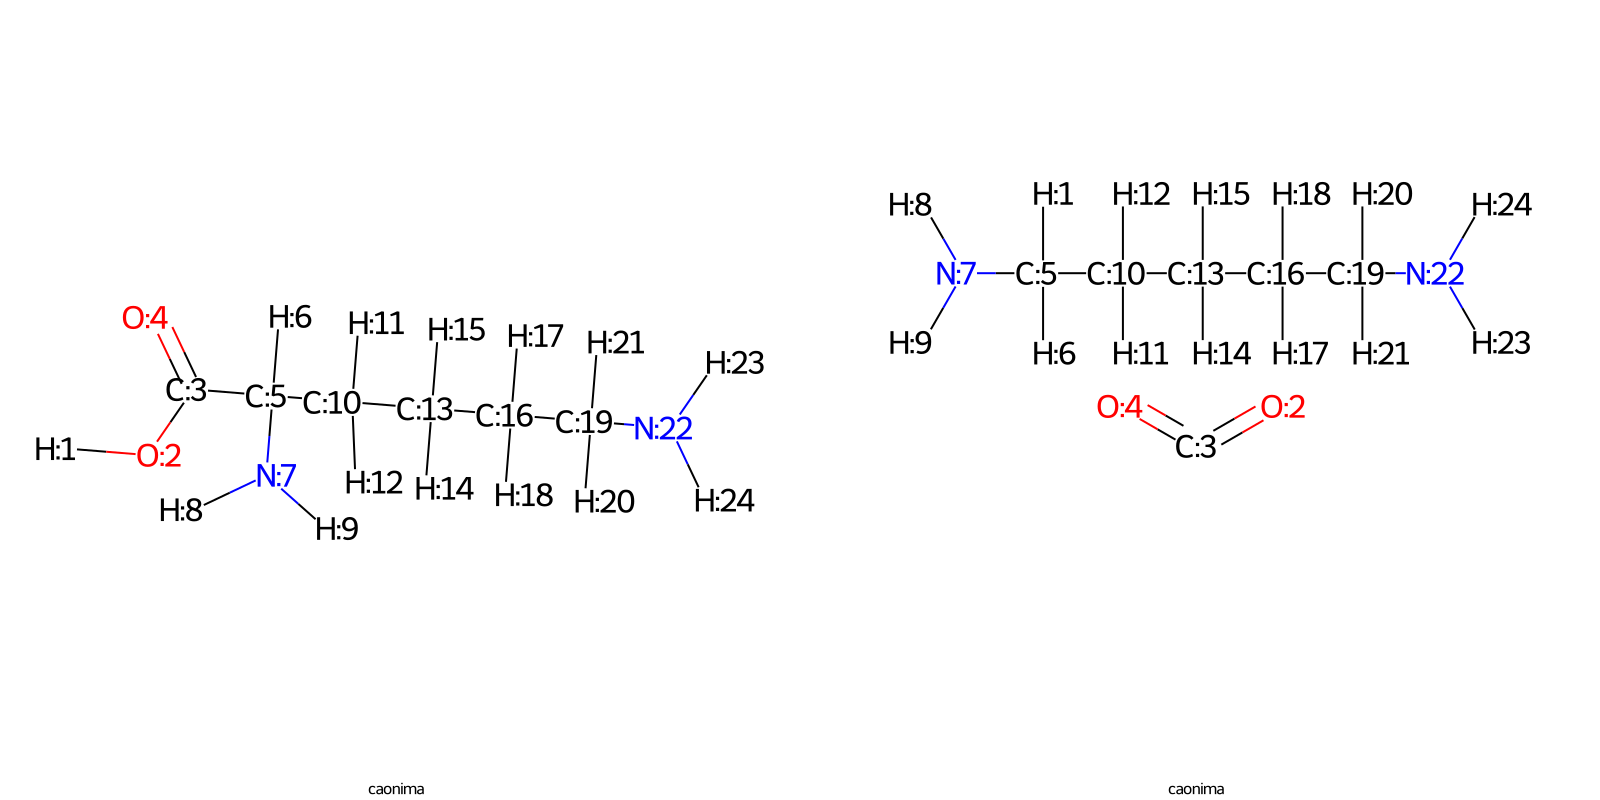 O:4 H:6 H:11 H:15 H:17 H:21 H:23
C:3 C:5 C:10 C:13 C:16 C:19 N:22
H:1 O:2 N:7 H:12 H:14 H:18 H:20 H:24
H:8 H:9
caonima
H:8 H:1 H:12 H:15 H:18 H:20 H:24
N:7 C:5 C:10 C:13 C:16 C:19 N:22
H:9 H:6 H:11 H:14 H:17 H:21 H:23
O:4 O:2
C:3
caonima